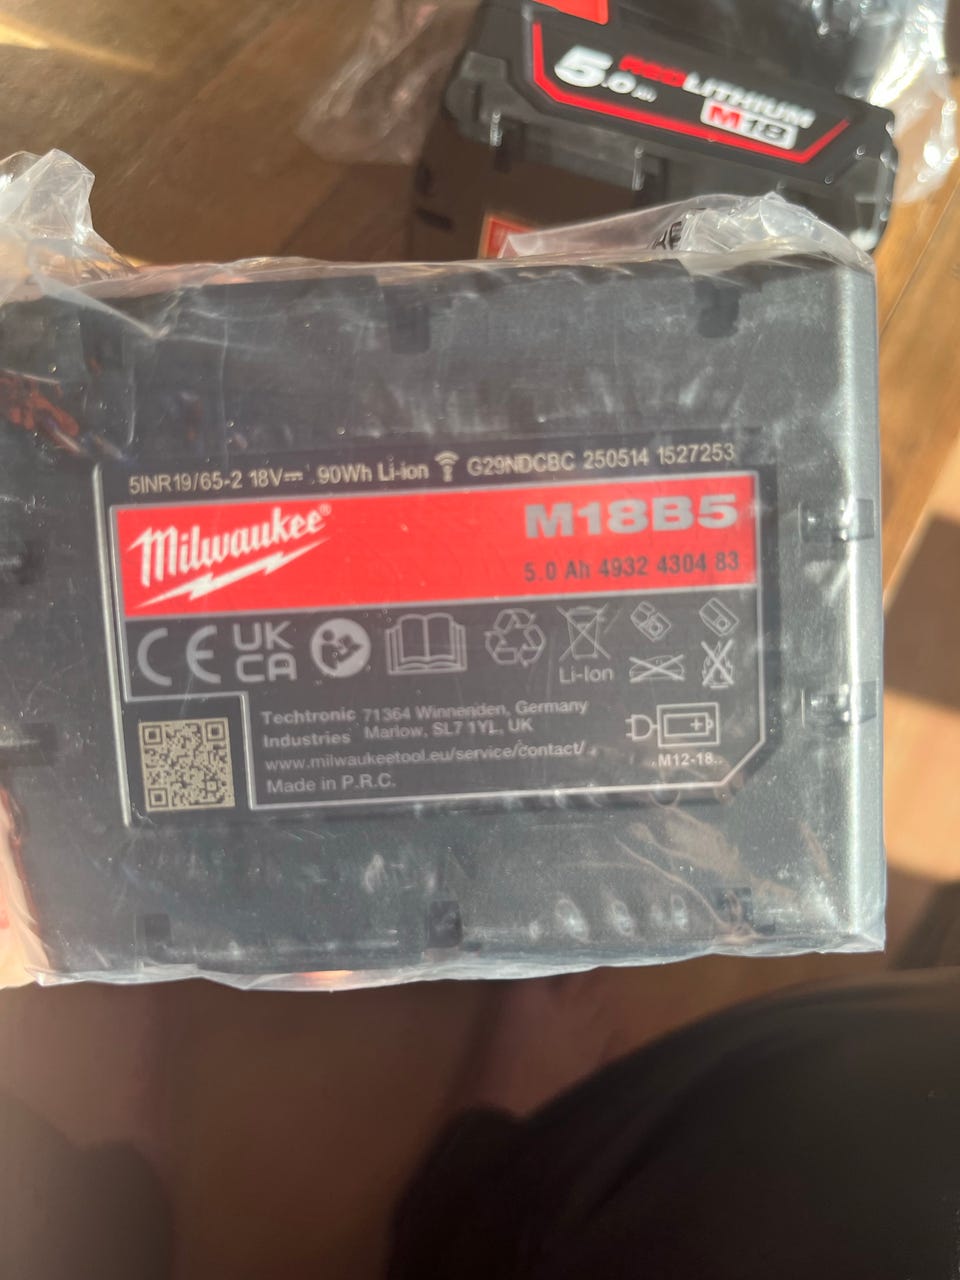 5.0 Ah REDLITHIUM
M18
5INR19/65-2 18V⎓ 90Wh Li-ion G29NDCBC 250514 1527253
Milwaukee® M18B5
5.0 Ah 4932 4304 83
CE UK CA
Li-Ion
Techtronic Industries 71364 Winnenden, Germany
Marlow, SL7 1YL, UK
www.milwaukeetool.eu/service/contact/
M12-18
Made in P.R.C.